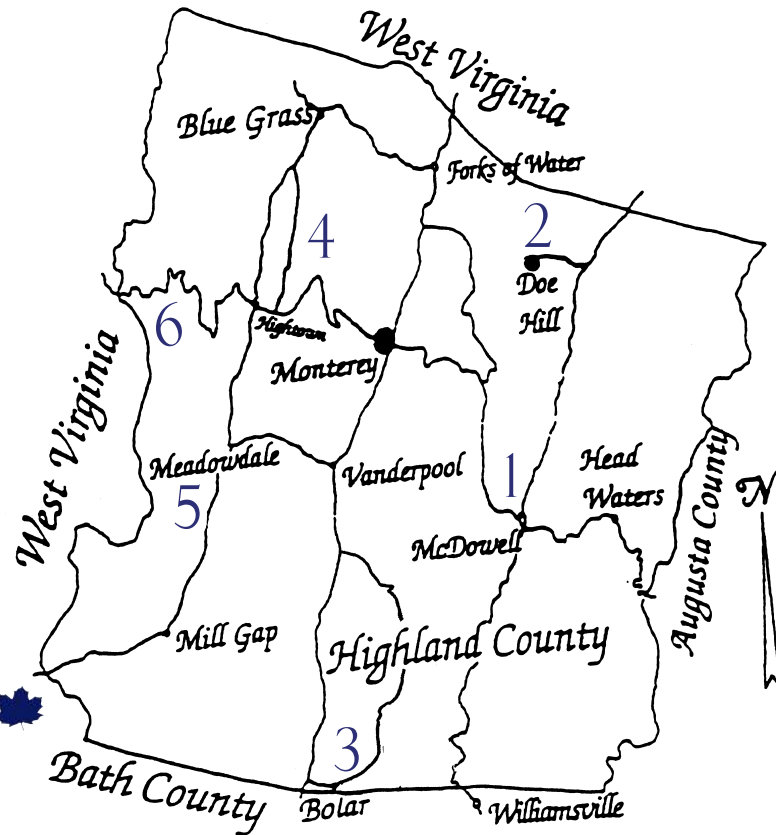 West Virginia
Blue Grass
Forks of Water
4
2
Doe
Hill
6
Hightown
Monterey
West Virginia
Meadowdale
Vanderpool
1
Head
Waters
5
McDowell
Augusta County
N
Mill Gap
Highland County
3
Bath County
Bolar
Williamsville